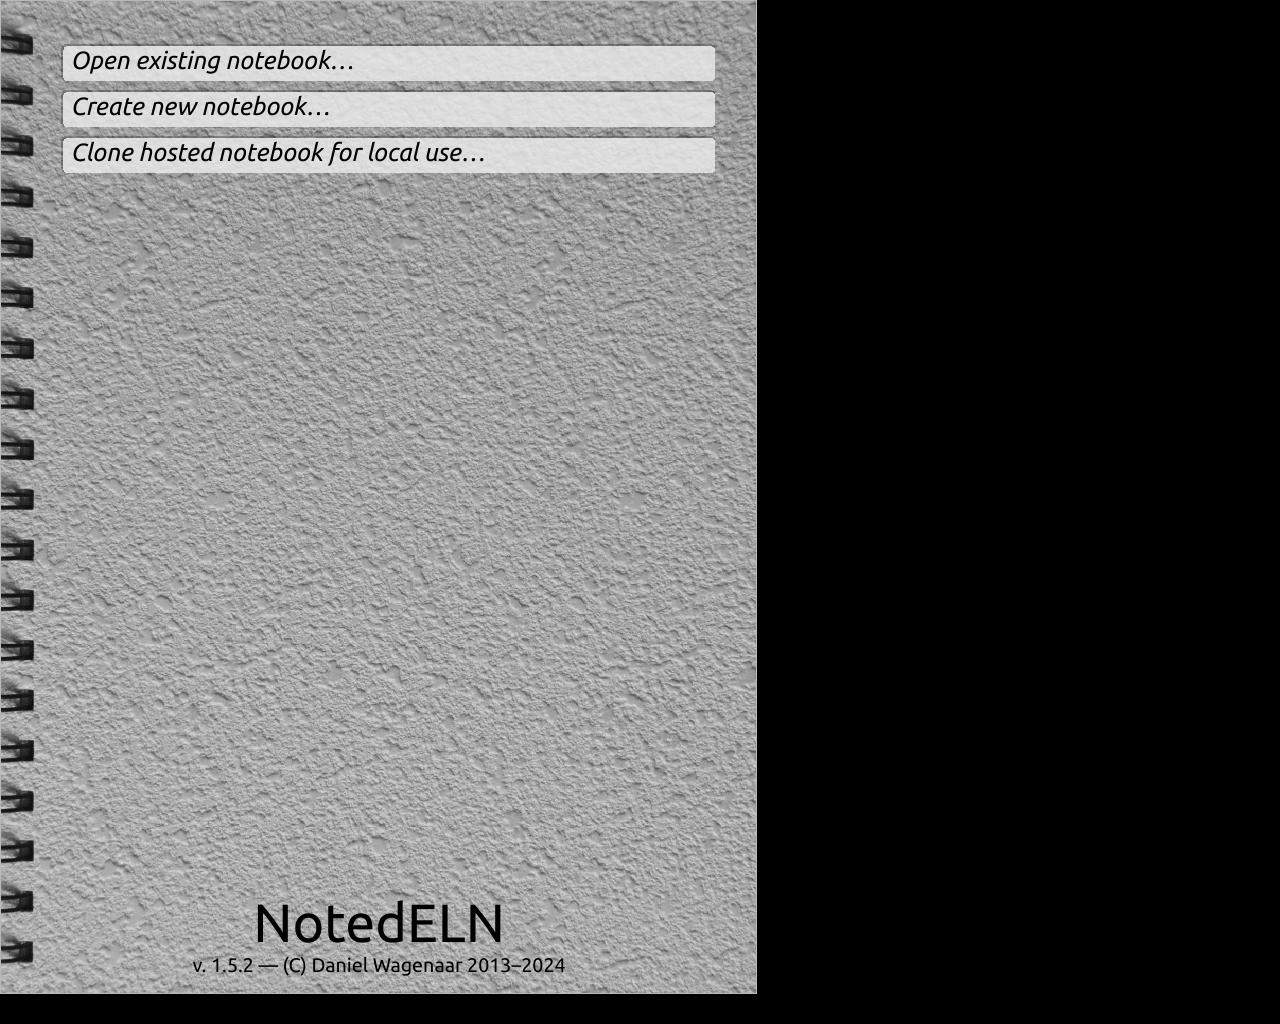 Open existing notebook…
Create new notebook…
Clone hosted notebook for local use…
NotedELN
v. 1.5.2 — (C) Daniel Wagenaar 2013–2024